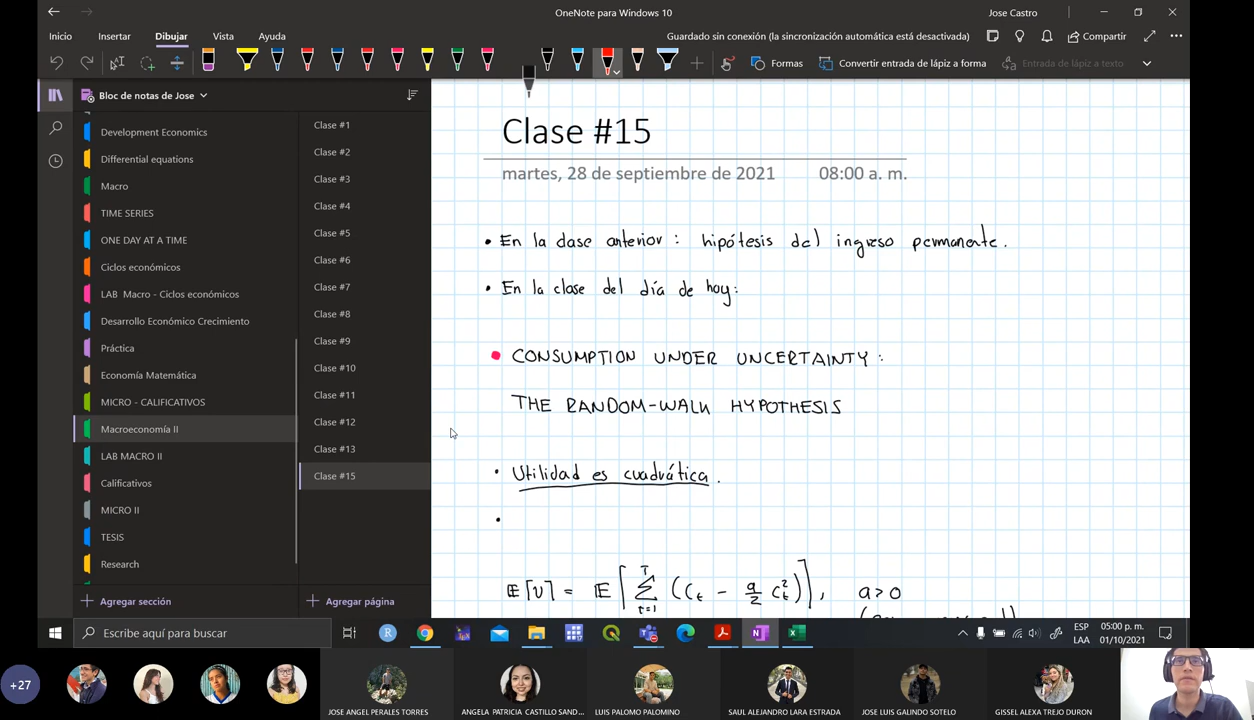 OneNote para Windows 10
Jose Castro
Inicio
Insertar
Dibujar
Vista
Ayuda
Guardado sin conexión (la sincronización automática está desactivada)
Compartir
Formas
Convertir entrada de lápiz a forma
Entrada de lápiz a texto
Bloc de notas de Jose
Development Economics
Differential equations
Macro
TIME SERIES
ONE DAY AT A TIME
Ciclos económicos
LAB Macro - Ciclos económicos
Desarrollo Económico Crecimiento
Práctica
Economía Matemática
MICRO - CALIFICATIVOS
Macroeconomía II
LAB MACRO II
Calificativos
MICRO II
TESIS
Research
Agregar sección
Clase #1
Clase #2
Clase #3
Clase #4
Clase #5
Clase #6
Clase #7
Clase #8
Clase #9
Clase #10
Clase #11
Clase #12
Clase #13
Clase #15
Agregar página
Clase #15
martes, 28 de septiembre de 2021 08:00 a. m.
• En la clase anterior : hipótesis del ingreso permanente.
• En la clase del día de hoy:
• CONSUMPTION UNDER UNCERTAINTY :
THE RANDOM-WALK HYPOTHESIS
• Utilidad es cuadrática.
•
𝔼[U] = 𝔼[∑_{t=1}^{T} (C_t - a/2 C_t^2)], a>0
Escribe aquí para buscar
ESP
LAA
05:00 p. m.
01/10/2021
+27
JOSE ANGEL PERALES TORRES
ANGELA PATRICIA CASTILLO SAND...
LUIS PALOMO PALOMINO
SAUL ALEJANDRO LARA ESTRADA
JOSE LUIS GALINDO SOTELO
GISSEL ALEXA TREJO DURON